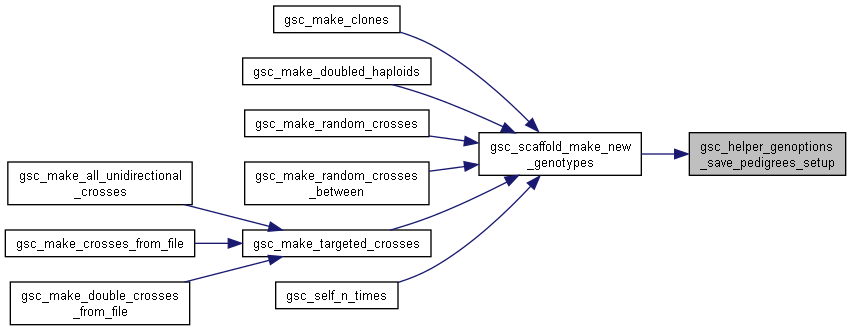 gsc_make_clones
gsc_make_doubled_haploids
gsc_make_random_crosses
gsc_make_random_crosses
_between
gsc_make_all_unidirectional
_crosses
gsc_make_crosses_from_file
gsc_make_double_crosses
_from_file
gsc_make_targeted_crosses
gsc_self_n_times
gsc_scaffold_make_new
_genotypes
gsc_helper_genoptions
_save_pedigrees_setup